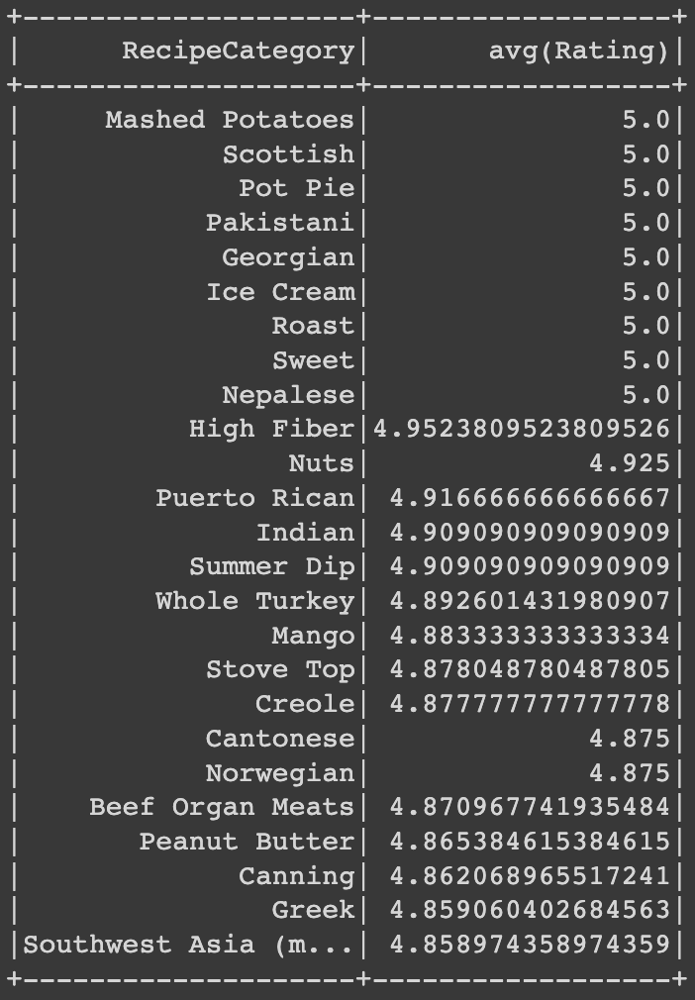 +--------------------+------------------+
|      RecipeCategory|       avg(Rating)|
+--------------------+------------------+
|     Mashed Potatoes|               5.0|
|            Scottish|               5.0|
|             Pot Pie|               5.0|
|           Pakistani|               5.0|
|            Georgian|               5.0|
|           Ice Cream|               5.0|
|               Roast|               5.0|
|               Sweet|               5.0|
|            Nepalese|               5.0|
|          High Fiber|4.9523809523809526|
|                Nuts|             4.925|
|        Puerto Rican| 4.916666666666667|
|              Indian| 4.909090909090909|
|          Summer Dip| 4.909090909090909|
|        Whole Turkey| 4.892601431980907|
|               Mango| 4.883333333333334|
|           Stove Top| 4.878048780487805|
|              Creole| 4.877777777777778|
|           Cantonese|             4.875|
|           Norwegian|             4.875|
|    Beef Organ Meats| 4.870967741935484|
|       Peanut Butter| 4.865384615384615|
|             Canning| 4.862068965517241|
|               Greek| 4.859060402684563|
|Southwest Asia (m...| 4.858974358974359|
+--------------------+------------------+